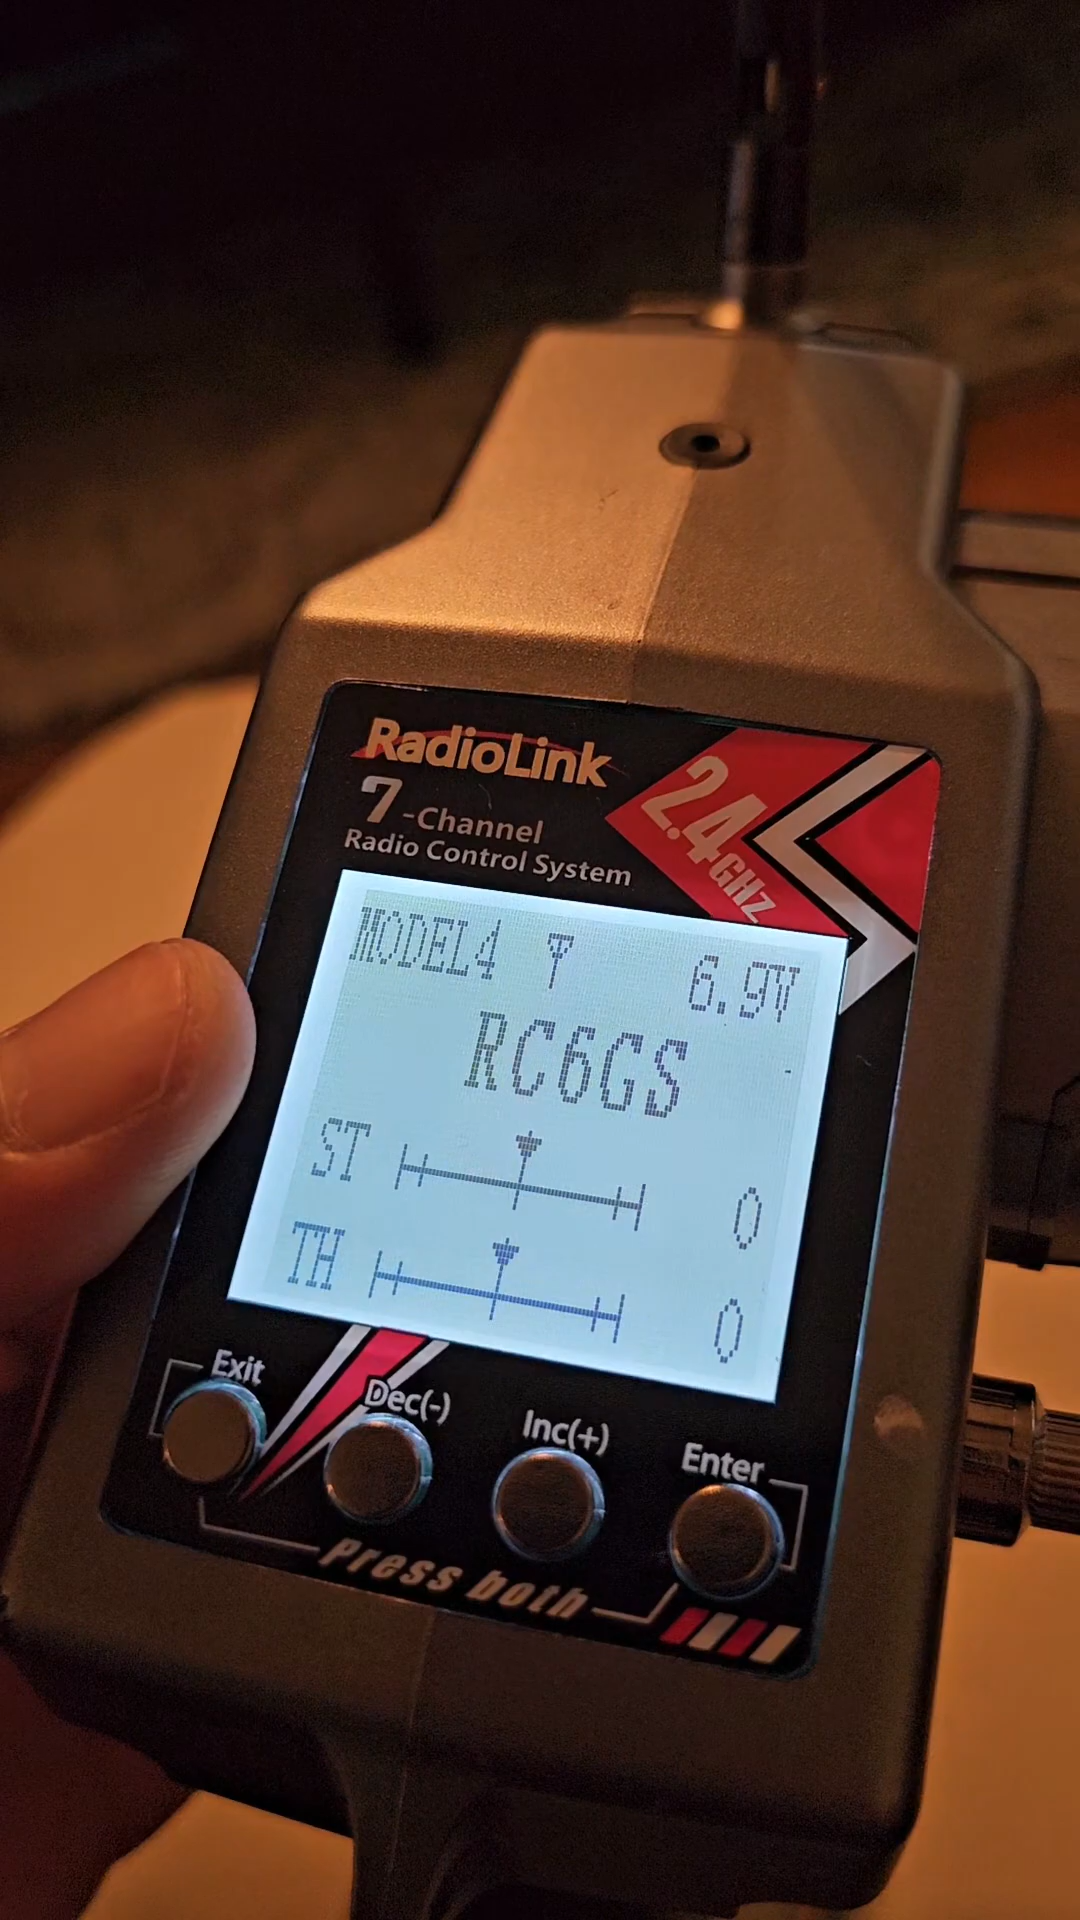 RadioLink
7-Channel
Radio Control System
2.4GHz
MODEL4 6.9V
RC6GS
ST 0
TH 0
Exit Dec(-) Inc(+) Enter
Press both